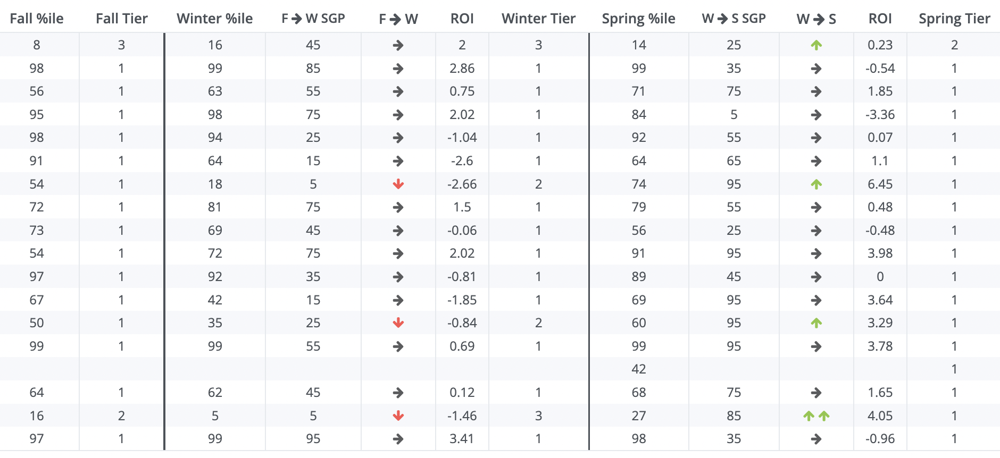 Fall %ile Fall Tier Winter %ile F → W SGP F → W ROI Winter Tier Spring %ile W → S SGP W → S ROI Spring Tier
8 3 16 45 → 2 3 14 25 ↑ 0.23 2
98 1 99 85 → 2.86 1 99 35 → -0.54 1
56 1 63 55 → 0.75 1 71 75 → 1.85 1
95 1 98 75 → 2.02 1 84 5 → -3.36 1
98 1 94 25 → -1.04 1 92 55 → 0.07 1
91 1 64 15 → -2.6 1 64 65 → 1.1 1
54 1 18 5 ↓ -2.66 2 74 95 ↑ 6.45 1
72 1 81 75 → 1.5 1 79 55 → 0.48 1
73 1 69 45 → -0.06 1 56 25 → -0.48 1
54 1 72 75 → 2.02 1 91 95 → 3.98 1
97 1 92 35 → -0.81 1 89 45 → 0 1
67 1 42 15 → -1.85 1 69 95 → 3.64 1
50 1 35 25 ↓ -0.84 2 60 95 ↑ 3.29 1
99 1 99 55 → 0.69 1 99 95 → 3.78 1
42 1
64 1 62 45 → 0.12 1 68 75 → 1.65 1
16 2 5 5 ↓ -1.46 3 27 85 ↑↑ 4.05 1
97 1 99 95 → 3.41 1 98 35 → -0.96 1